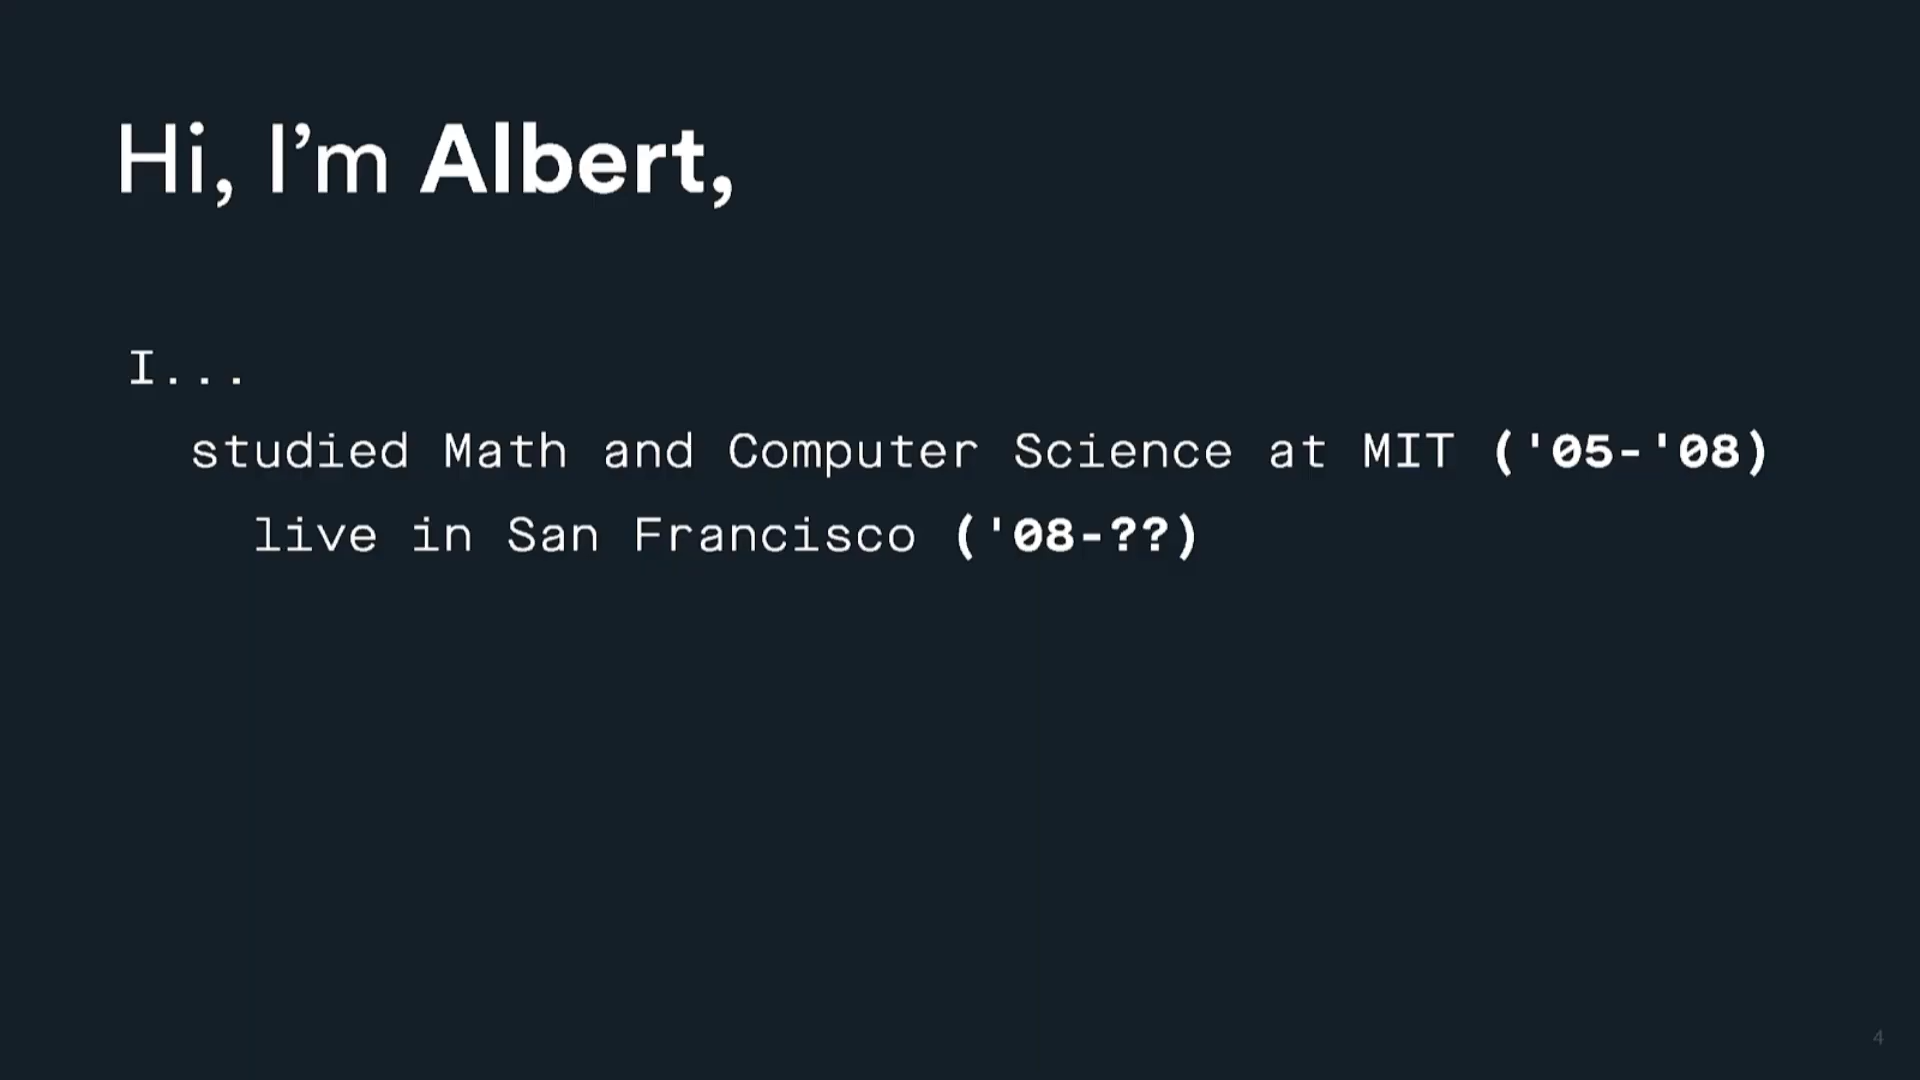 Hi, I’m Albert,
I...
studied Math and Computer Science at MIT ('05-'08)
live in San Francisco ('08-??)
4